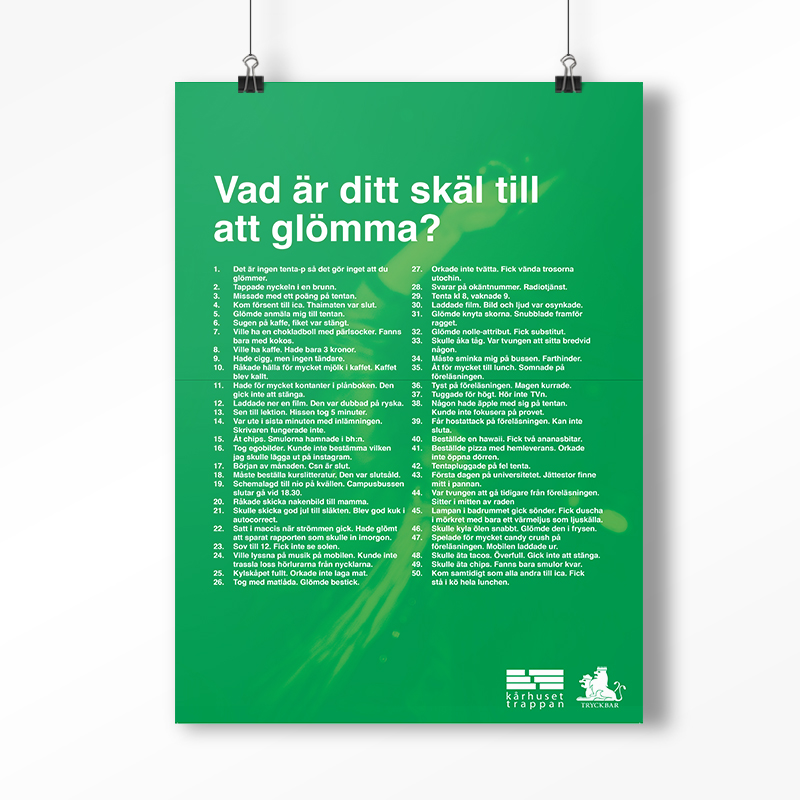 Vad är ditt skäl till
att glömma?
1. Det är ingen tenta-p så det gör inget att du
glömmer.
2. Tappade nyckeln i en brunn.
3. Missade med ett poäng på tentan.
4. Kom försent till ica. Thaimaten var slut.
5. Glömde anmäla mig till tentan.
6. Sugen på kaffe, fiket var stängt.
7. Ville ha en chokladboll med pärlsocker. Fanns
bara med kokos.
8. Ville ha kaffe. Hade bara 3 kronor.
9. Hade cigg, men ingen tändare.
10. Råkade hälla för mycket mjölk i kaffet. Kaffet
blev kallt.
11. Hade för mycket kontanter i plånboken. Den
gick inte att stänga.
12. Laddade ner en film. Den var dubbad på ryska.
13. Sen till lektion. Hissen tog 5 minuter.
14. Var ute i sista minuten med inlämningen.
Skrivaren fungerade inte.
15. Åt chips. Smulorna hamnade i bh:n.
16. Tog egobilder. Kunde inte bestämma vilken
jag skulle lägga ut på instagram.
17. Början av månaden. Csn är slut.
18. Måste beställa kurslitteratur. Den var slutsåld.
19. Schemalagd till nio på kvällen. Campusbussen
slutar gå vid 18.30.
20. Råkade skicka nakenbild till mamma.
21. Skulle skicka god jul till släkten. Blev god kuk i
autocorrect.
22. Satt i maccis när strömmen gick. Hade glömt
att sparat rapporten som skulle in imorgon.
23. Sov till 12. Fick inte se solen.
24. Ville lyssna på musik på mobilen. Kunde inte
trassla loss hörlurarna från nycklarna.
25. Kylskåpet fullt. Orkade inte laga mat.
26. Tog med matlåda. Glömde bestick.
27. Orkade inte tvätta. Fick vända trosorna
utochin.
28. Svarar på okäntnummer. Radiotjänst.
29. Tenta kl 8, vaknade 9.
30. Laddade film. Bild och ljud var osynkade.
31. Glömde knyta skorna. Snubblade framför
ragget.
32. Glömde nolle-attribut. Fick substitut.
33. Skulle åka tåg. Var tvungen att sitta bredvid
någon.
34. Måste sminka mig på bussen. Farthinder.
35. Åt för mycket till lunch. Somnade på
föreläsningen.
36. Tyst på föreläsningen. Magen kurrade.
37. Tuggade för högt. Hör inte TVn.
38. Någon hade äpple med sig på tentan.
Kunde inte fokusera på provet.
39. Får hostattack på föreläsningen. Kan inte
sluta.
40. Beställde en hawaii. Fick två ananasbitar.
41. Beställde pizza med hemleverans. Orkade
inte öppna dörren.
42. Tentapluggade på fel tenta.
43. Första dagen på universitetet. Jättestor finne
mitt i pannan.
44. Var tvungen att gå tidigare från föreläsningen.
Sitter i mitten av raden
45. Lampan i badrummet gick sönder. Fick duscha
i mörkret med bara ett värmeljus som ljuskälla.
46. Skulle kyla ölen snabbt. Glömde den i frysen.
47. Spelade för mycket candy crush på
föreläsningen. Mobilen laddade ur.
48. Skulle äta tacos. Överfull. Gick inte att stänga.
49. Skulle äta chips. Fanns bara smulor kvar.
50. Kom samtidigt som alla andra till ica. Fick
stå i kö hela lunchen.
kårhuset
trappan
TRYCKBAR